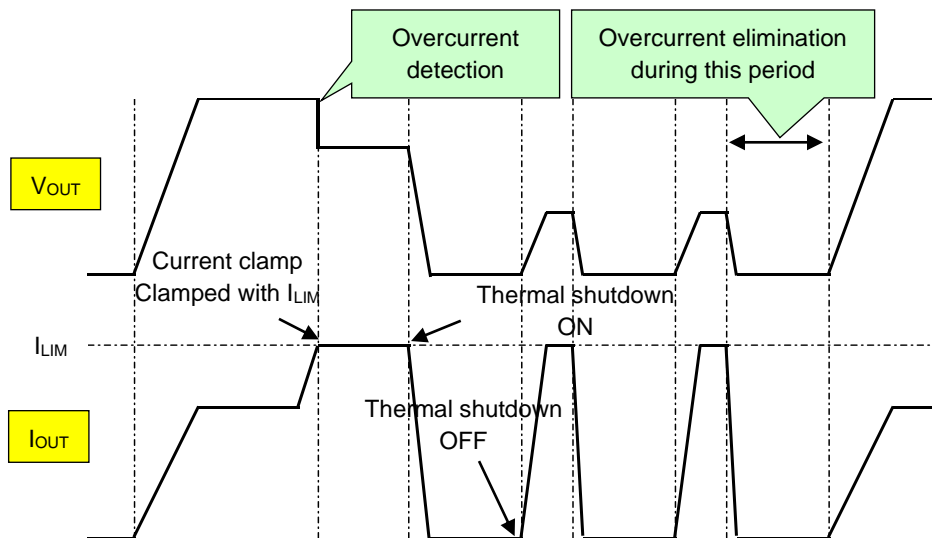 Overcurrent
detection
Overcurrent elimination
during this period
VOUT
Current clamp
Clamped with ILIM
Thermal shutdown
ON
ILIM
Thermal shutdown
OFF
IOUT